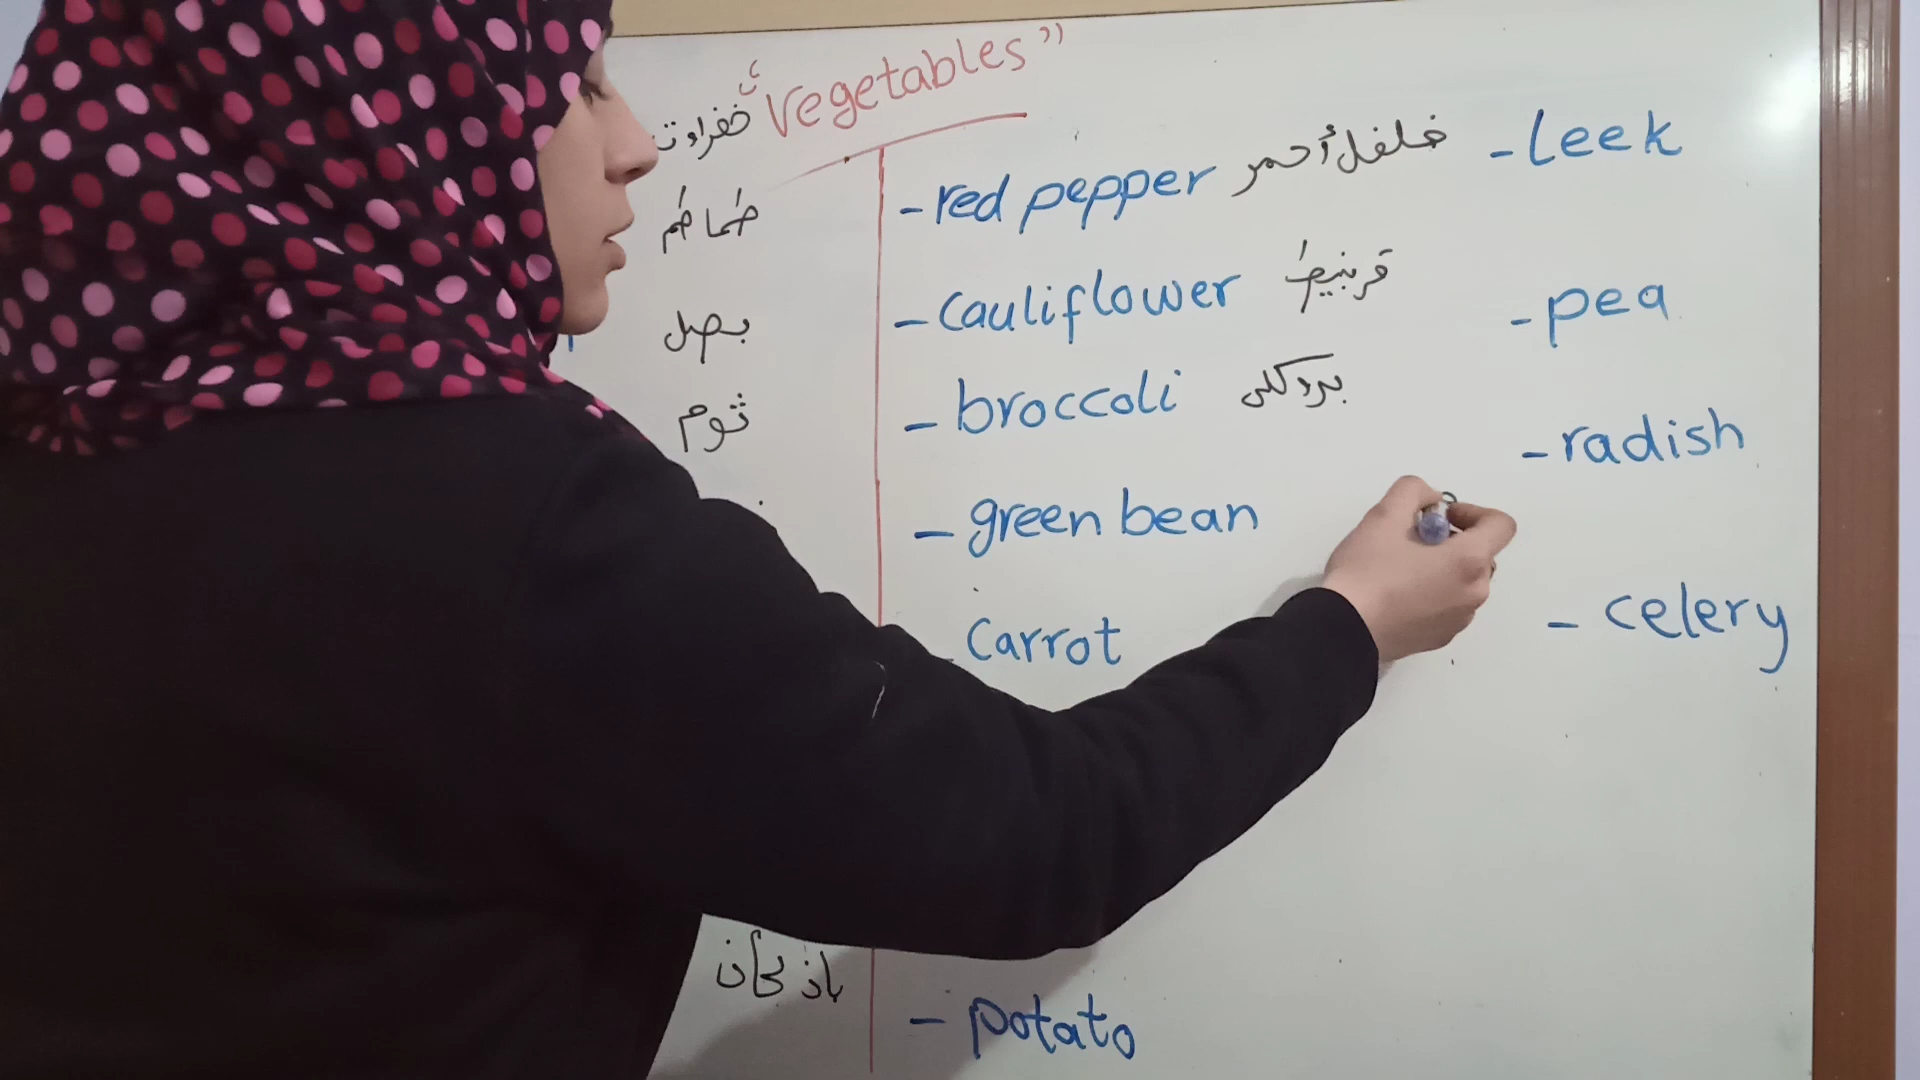 خضراوت “Vegetables”
طماطم
بصل
ثوم
باذنجان
- red pepper فلفل أحمر
- cauliflower قرنبيط
- broccoli بروكلي
- green bean
- carrot
- potato
- leek
- pea
- radish
- celery